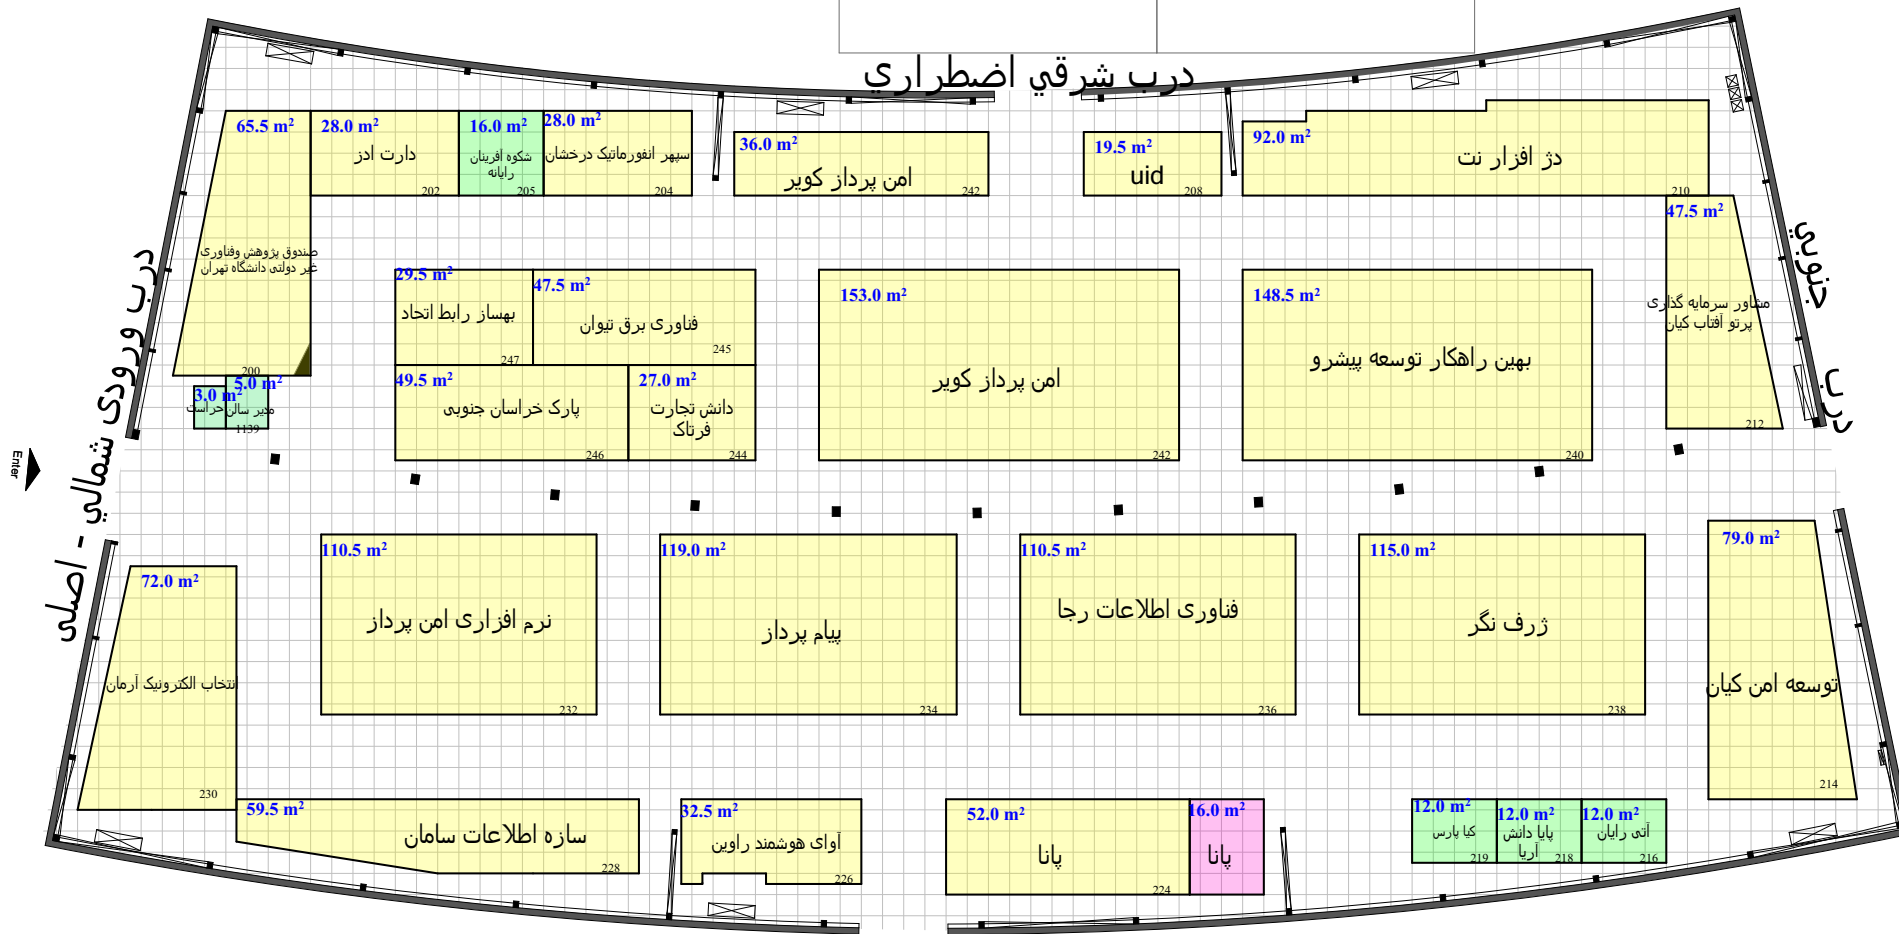 درب شرقي اضطراري
65.5 m²
صندوق پژوهش وفناوری
غیر دولتی دانشگاه تهران
200
28.0 m²
دارت ادز
202
16.0 m²
شکوه آفرینان
رایانه
205
28.0 m²
سپهر انفورماتیک درخشان
204
36.0 m²
امن پرداز کویر
242
19.5 m²
uid
208
92.0 m²
دژ افزار نت
210
47.5 m²
مشاور سرمایه گذاری
پرتو آفتاب کیان
212
درب جنوبي
درب ورودی شمالي - اصلی
Enter
3.0 m²
حراست
5.0 m²
مدیر سالن
1139
29.5 m²
بهساز رابط اتحاد
247
47.5 m²
فناوری برق تیوان
245
49.5 m²
پارک خراسان جنوبی
246
27.0 m²
دانش تجارت
فرتاک
244
153.0 m²
امن پرداز کویر
242
148.5 m²
بهین راهکار توسعه پیشرو
240
72.0 m²
انتخاب الکترونیک آرمان
230
110.5 m²
نرم افزاری امن پرداز
232
119.0 m²
پیام پرداز
234
110.5 m²
فناوری اطلاعات رجا
236
115.0 m²
ژرف نگر
238
79.0 m²
توسعه امن کیان
214
59.5 m²
سازه اطلاعات سامان
228
32.5 m²
آوای هوشمند راوین
226
52.0 m²
پانا
224
16.0 m²
پانا
12.0 m²
کیا پارس
219
12.0 m²
پایا دانش
آریا
218
12.0 m²
آتی رایان
216